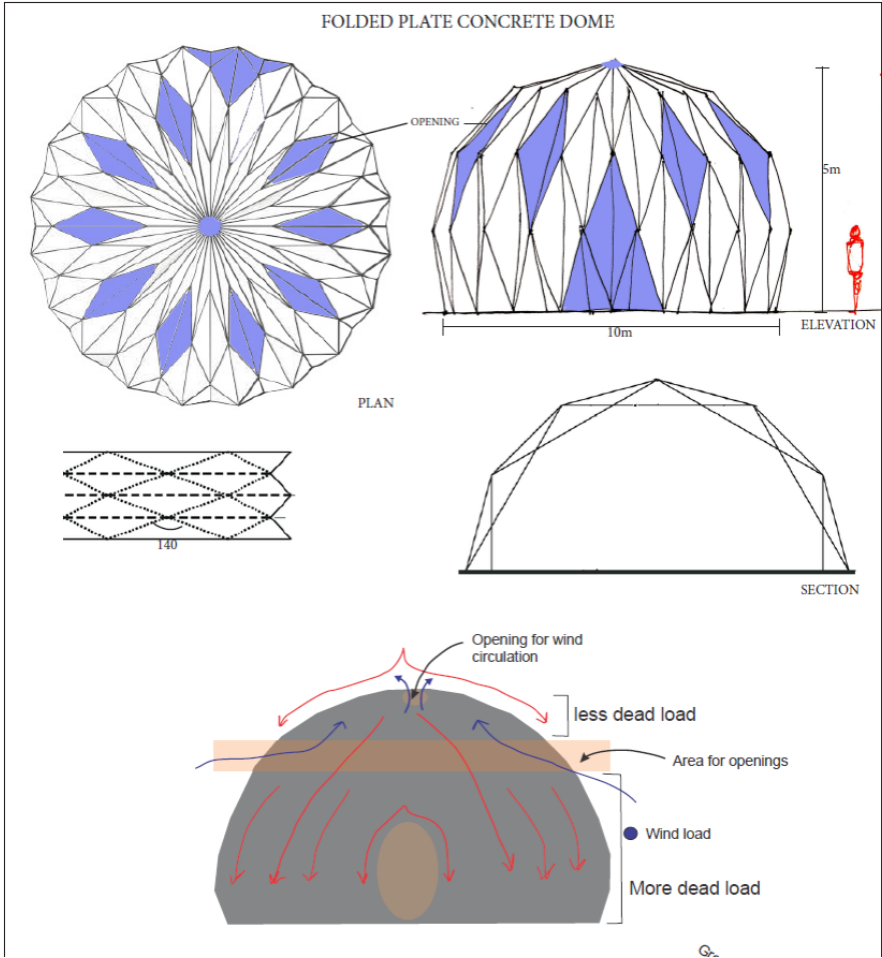 FOLDED PLATE CONCRETE DOME
OPENING
5m
10m
ELEVATION
PLAN
140
SECTION
Opening for wind
circulation
less dead load
Area for openings
Wind load
More dead load